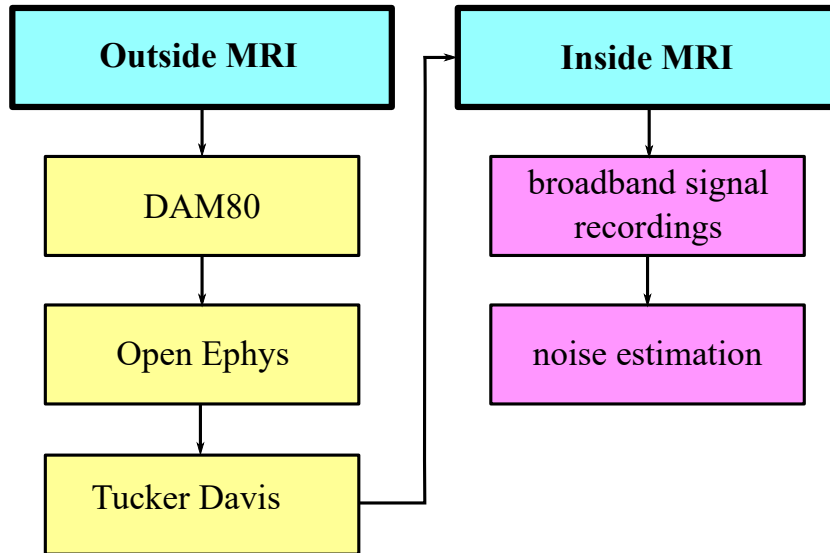 Outside MRI
DAM80
Open Ephys
Tucker Davis
Inside MRI
broadband signal
recordings
noise estimation